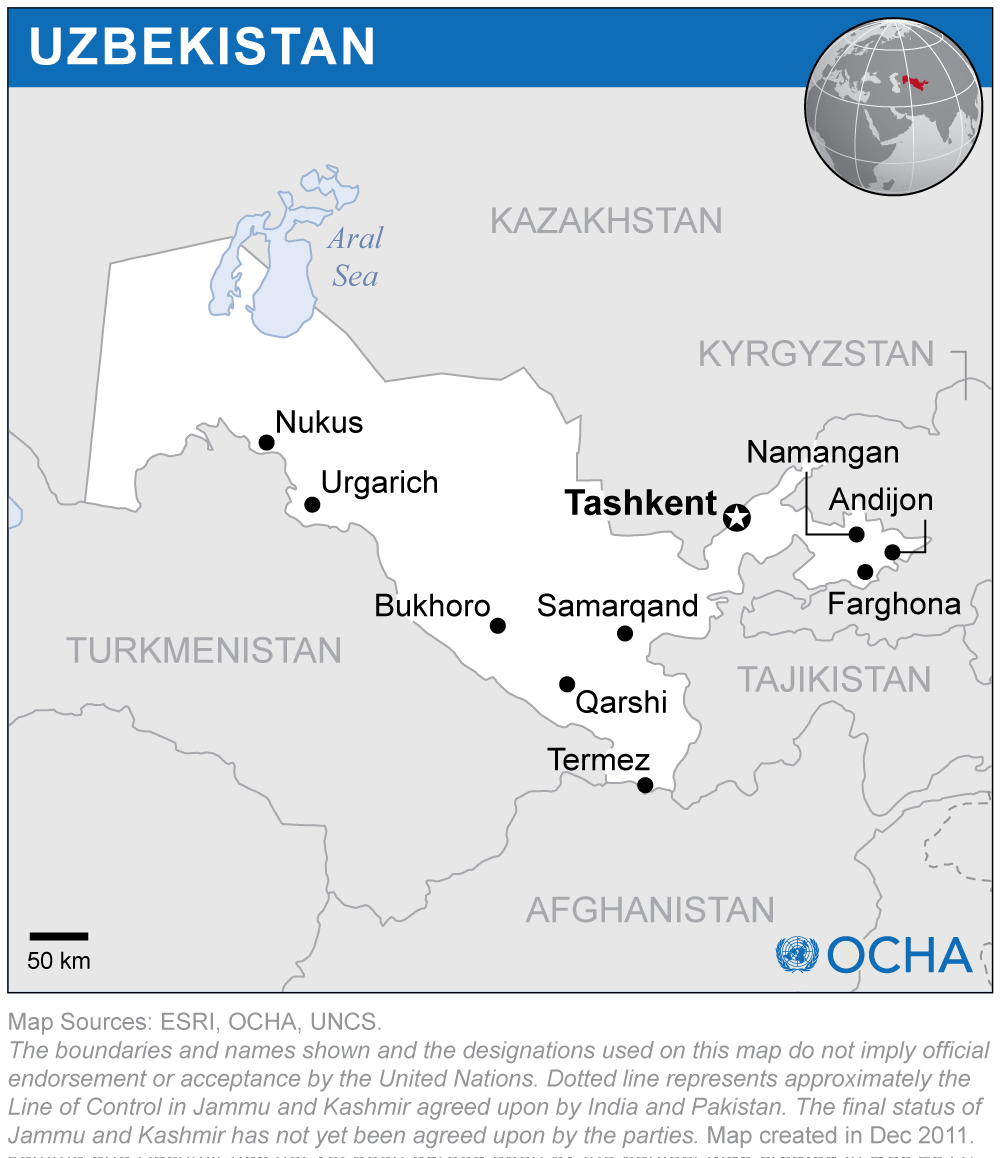 UZBEKISTAN
Aral
Sea
KAZAKHSTAN
KYRGYZSTAN
Nukus
Namangan
Urgarich
Andijon
Tashkent
Bukhoro
Samarqand
Farghona
TURKMENISTAN
TAJIKISTAN
Qarshi
Termez
AFGHANISTAN
50 km
OCHA
Map Sources: ESRI, OCHA, UNCS.
The boundaries and names shown and the designations used on this map do not imply official
endorsement or acceptance by the United Nations. Dotted line represents approximately the
Line of Control in Jammu and Kashmir agreed upon by India and Pakistan. The final status of
Jammu and Kashmir has not yet been agreed upon by the parties. Map created in Dec 2011.